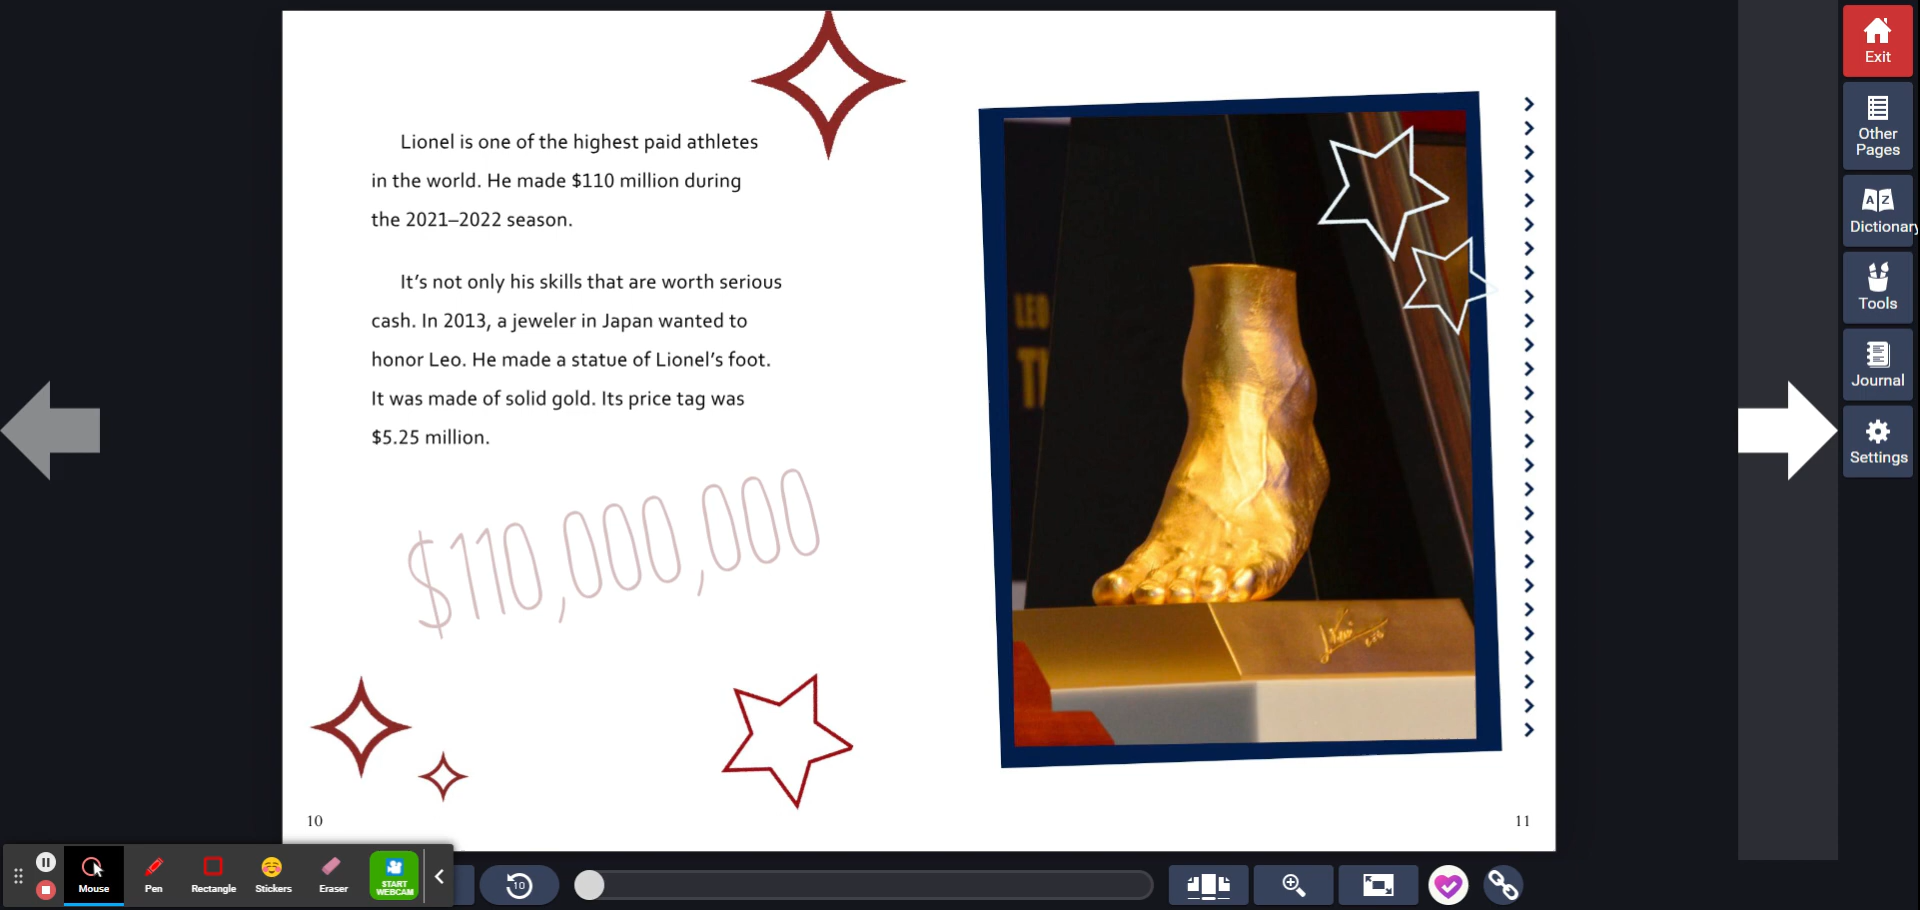 Lionel is one of the highest paid athletes
in the world. He made $110 million during
the 2021–2022 season.
It’s not only his skills that are worth serious
cash. In 2013, a jeweler in Japan wanted to
honor Leo. He made a statue of Lionel’s foot.
It was made of solid gold. Its price tag was
$5.25 million.
$110,000,000
10
LEO
11
Exit
Other
Pages
A Z
Dictionary
Tools
Journal
Settings
Mouse
Pen
Rectangle
Stickers
Eraser
START
WEBCAM
10